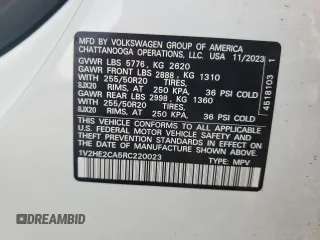 MFD BY VOLKSWAGEN GROUP OF AMERICA
CHATTANOOGA OPERATIONS, LLC. USA 11/2023
GVWR LBS 5776, KG 2620
GAWR FRONT LBS 2888, KG 1310
WITH 255/50R20 TIRES,
8JX20 RIMS, AT 250 KPA, 36 PSI COLD
GAWR REAR LBS 2998, KG 1360
WITH 255/50R20 TIRES,
8JX20 RIMS, AT 250 KPA, 36 PSI COLD
THIS VEHICLE CONFORMS TO ALL APPLICABLE
U.S. FEDERAL MOTOR VEHICLE SAFETY STANDARDS
IN EFFECT ON THE DATE OF MANUFACTURE SHOWN ABOVE.
1V2HE2CA5RC220023 TYPE: MPV
4518103 1
DREAMBID